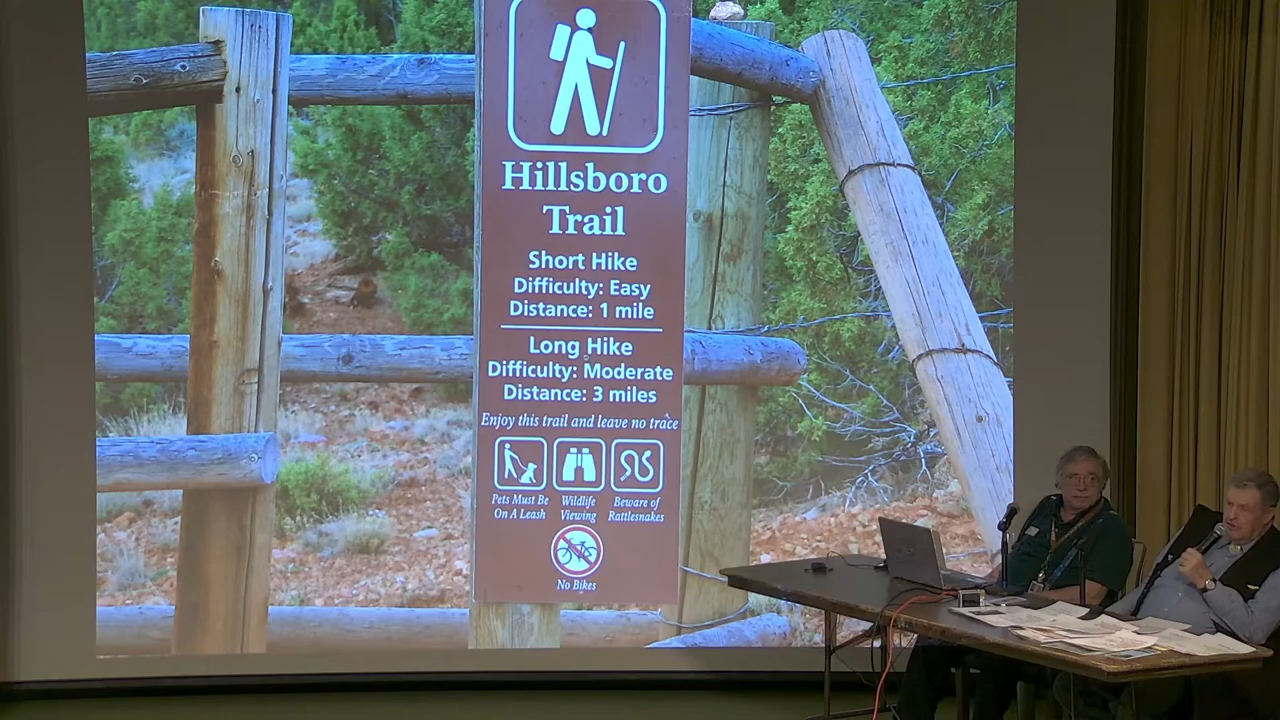 Hillsboro
Trail
Short Hike
Difficulty: Easy
Distance: 1 mile
Long Hike
Difficulty: Moderate
Distance: 3 miles
Enjoy this trail and leave no trace
Pets Must Be
On A Leash
Wildlife
Viewing
Beware of
Rattlesnakes
No Bikes